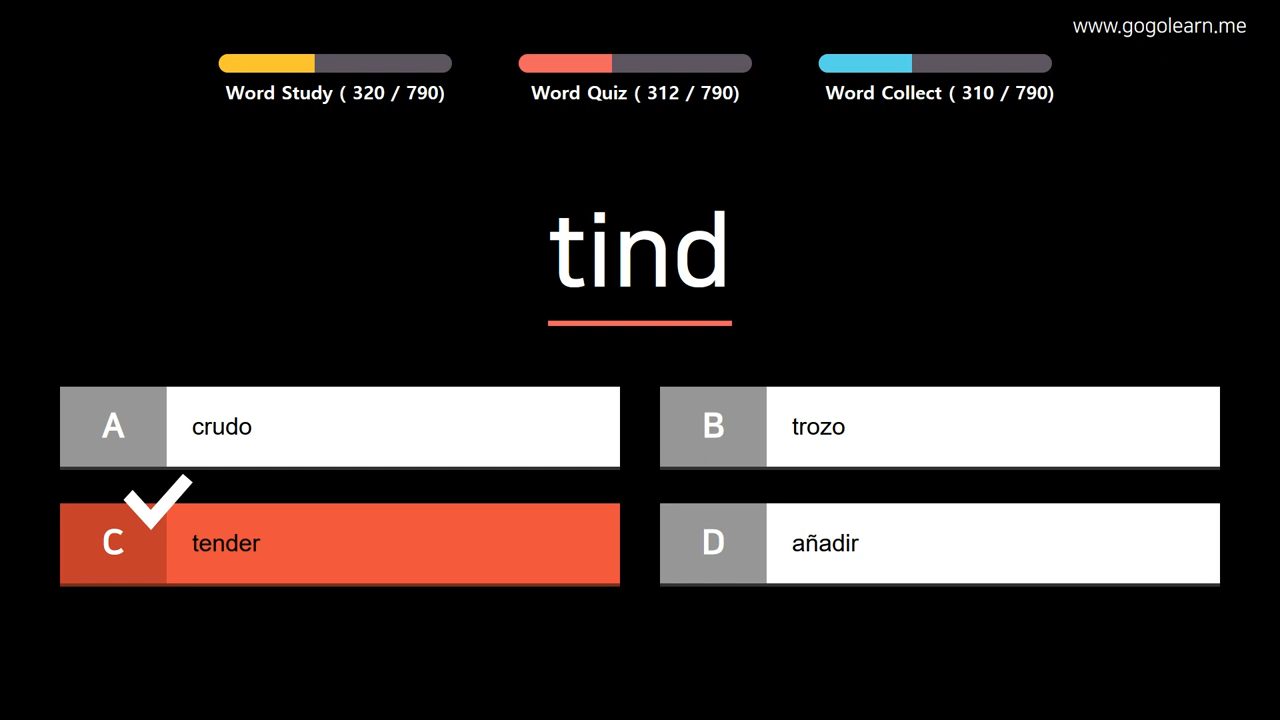 www.gogolearn.me
Word Study ( 320 / 790)
Word Quiz ( 312 / 790)
Word Collect ( 310 / 790)
tind
A crudo
B trozo
C tender
D añadir